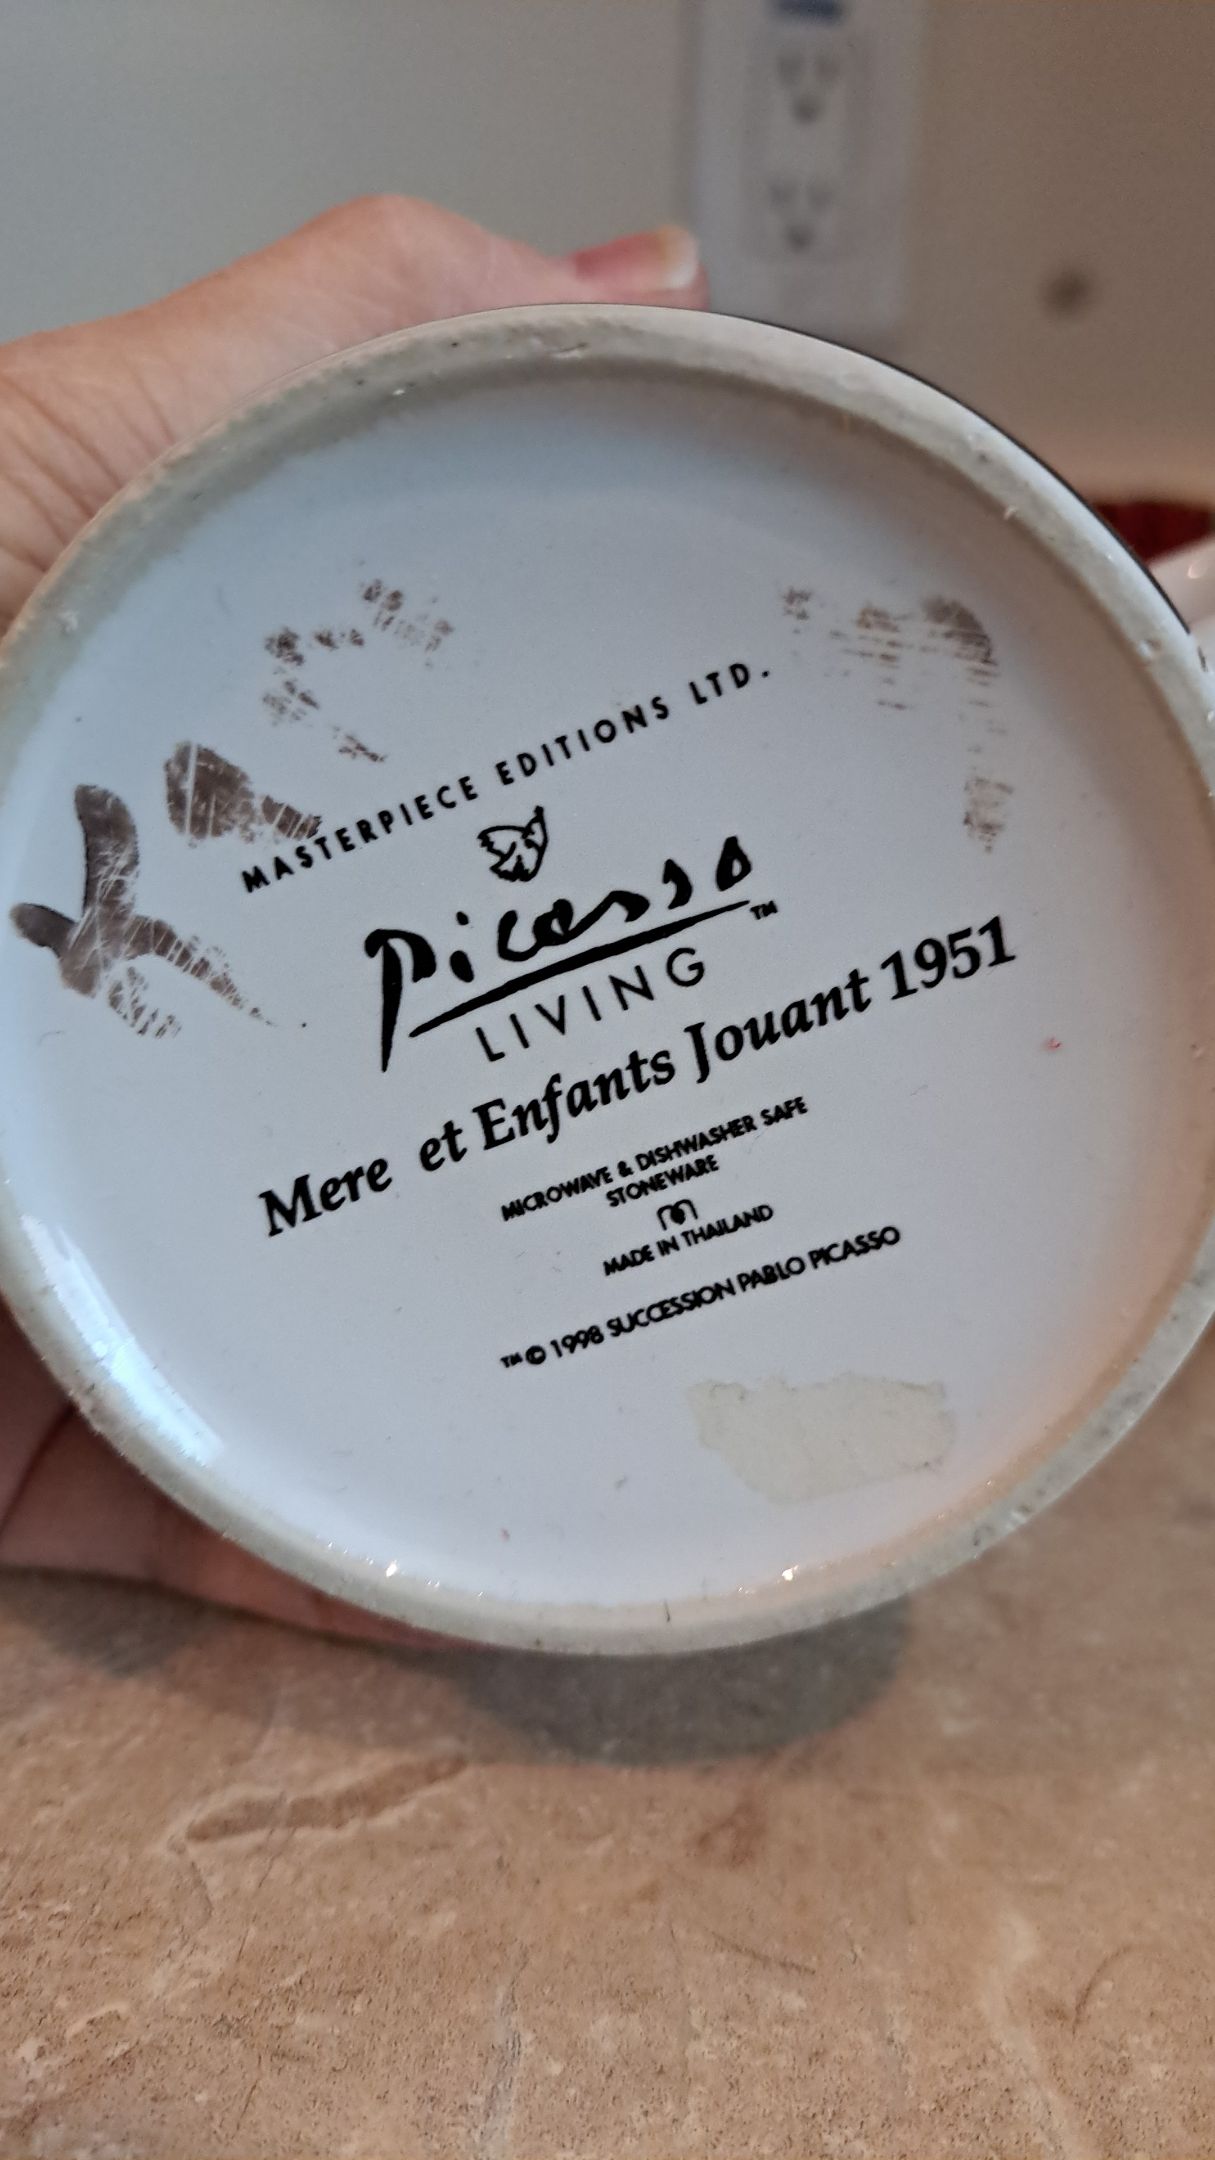 MASTERPIECE EDITIONS LTD.
Picasso™
LIVING
Mere et Enfants Jouant 1951
MICROWAVE & DISHWASHER SAFE
STONEWARE
MADE IN THAILAND
™© 1998 SUCCESSION PABLO PICASSO